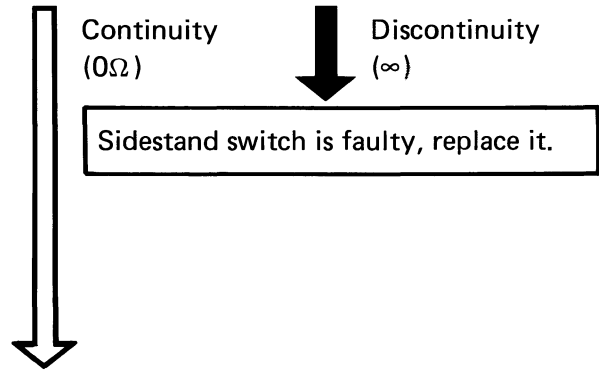 Continuity
(0Ω)
Discontinuity
(∞)
Sidestand switch is faulty, replace it.